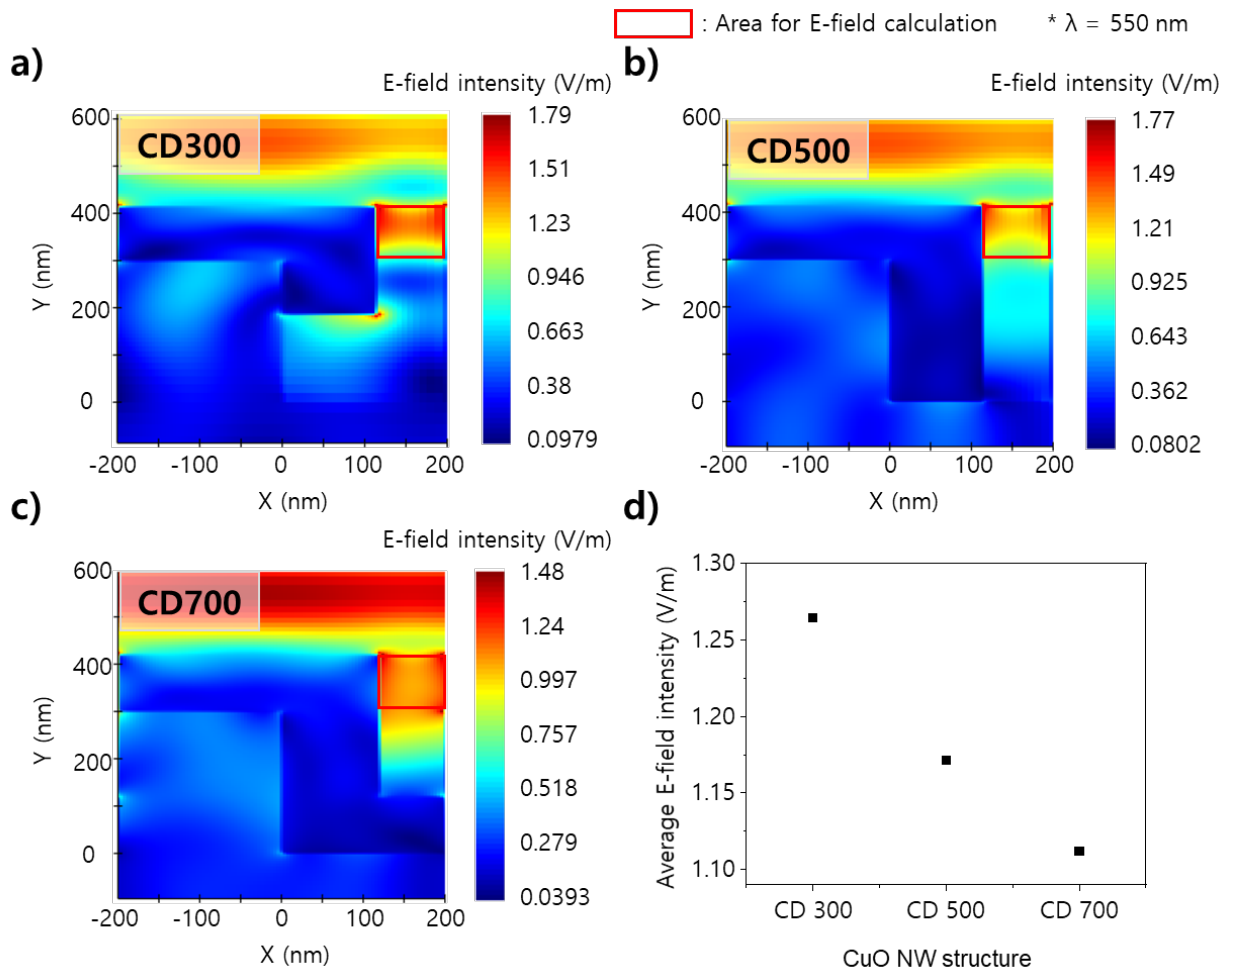 : Area for E-field calculation * λ = 550 nm
a)
E-field intensity (V/m)
CD300
600
400
200
0
-200 -100 0 100 200
X (nm)
Y (nm)
1.79
1.51
1.23
0.946
0.663
0.38
0.0979
b)
E-field intensity (V/m)
CD500
600
400
200
0
-200 -100 0 100 200
X (nm)
Y (nm)
1.77
1.49
1.21
0.925
0.643
0.362
0.0802
c)
E-field intensity (V/m)
CD700
600
400
200
0
-200 -100 0 100 200
X (nm)
Y (nm)
1.48
1.24
0.997
0.757
0.518
0.279
0.0393
d)
Average E-field intensity (V/m)
1.30
1.25
1.20
1.15
1.10
CD 300 CD 500 CD 700
CuO NW structure